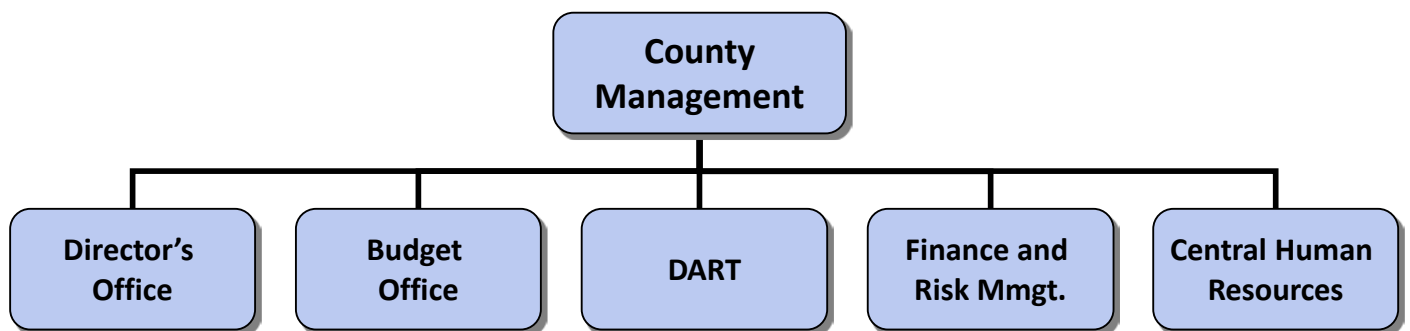 County
Management
Director’s
Office
Budget
Office
DART
Finance and
Risk Mmgt.
Central Human
Resources